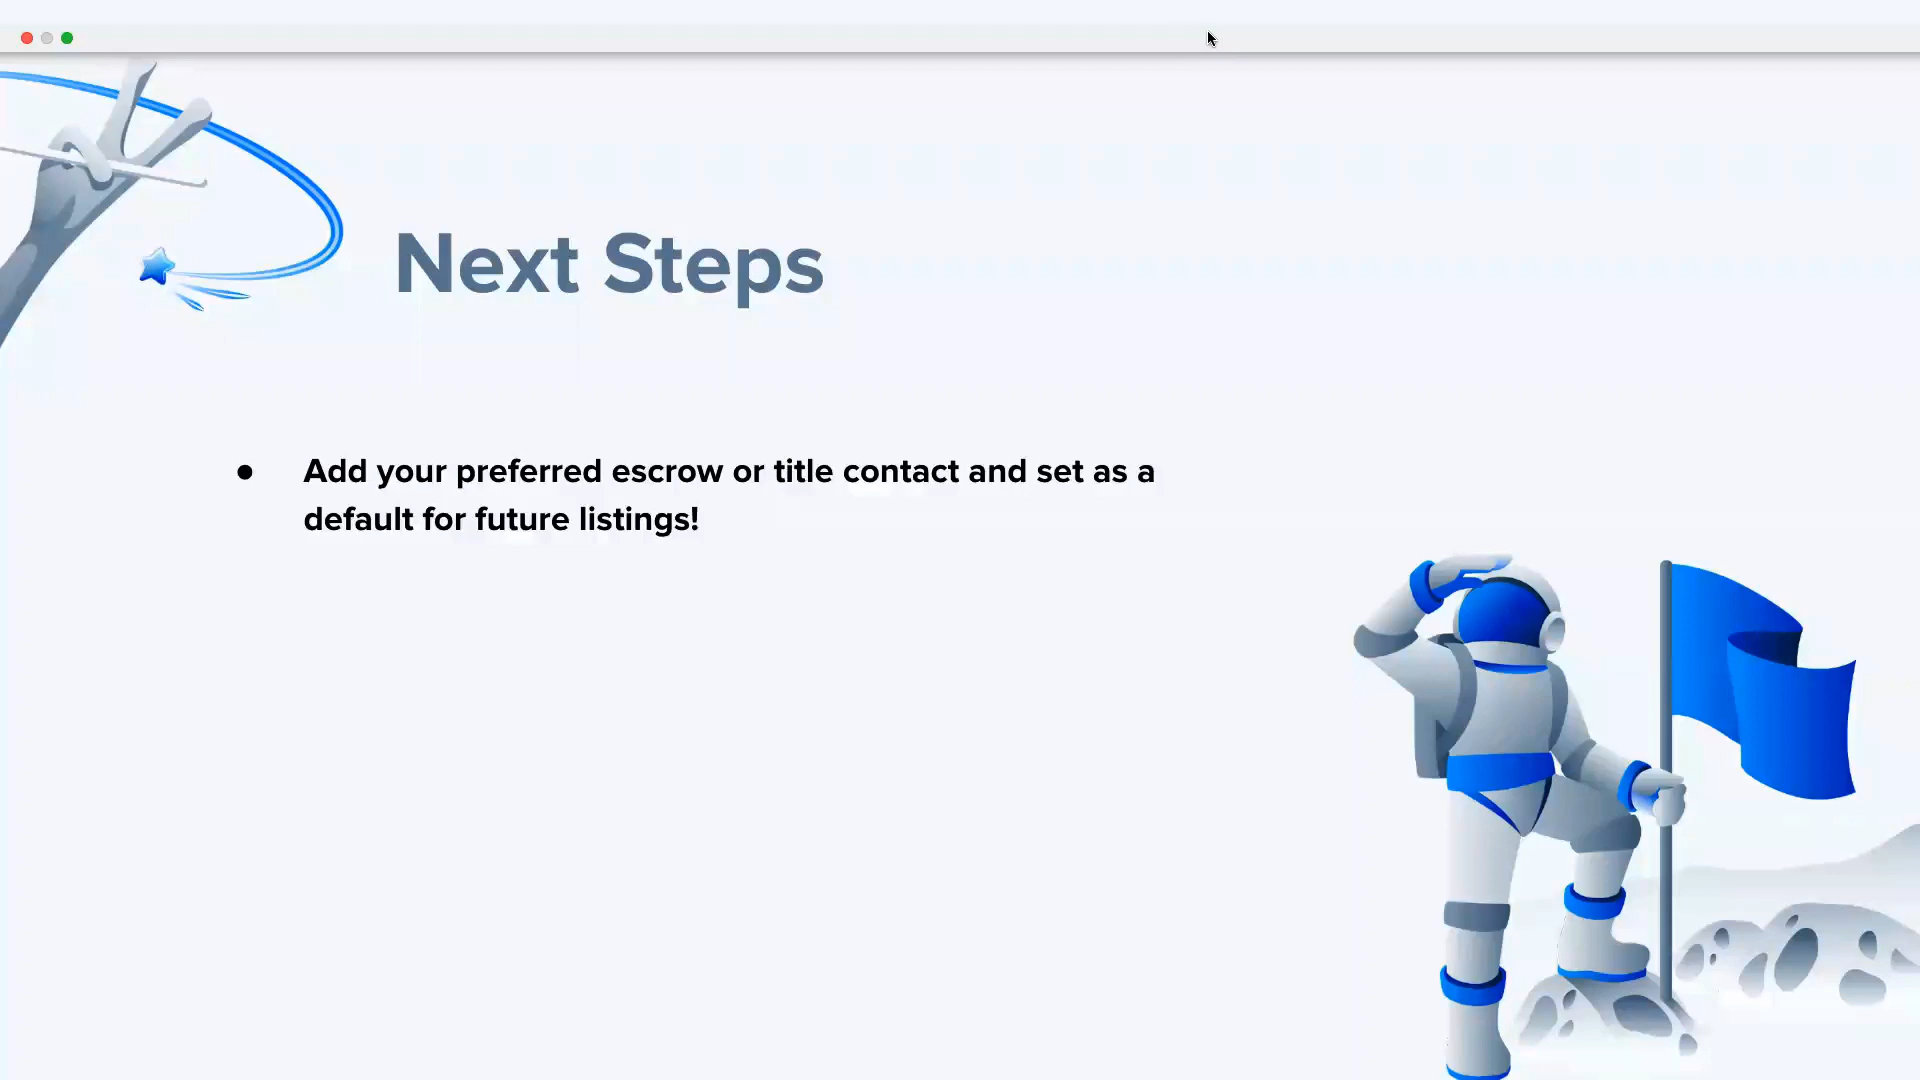 Next Steps
● Add your preferred escrow or title contact and set as a
default for future listings!